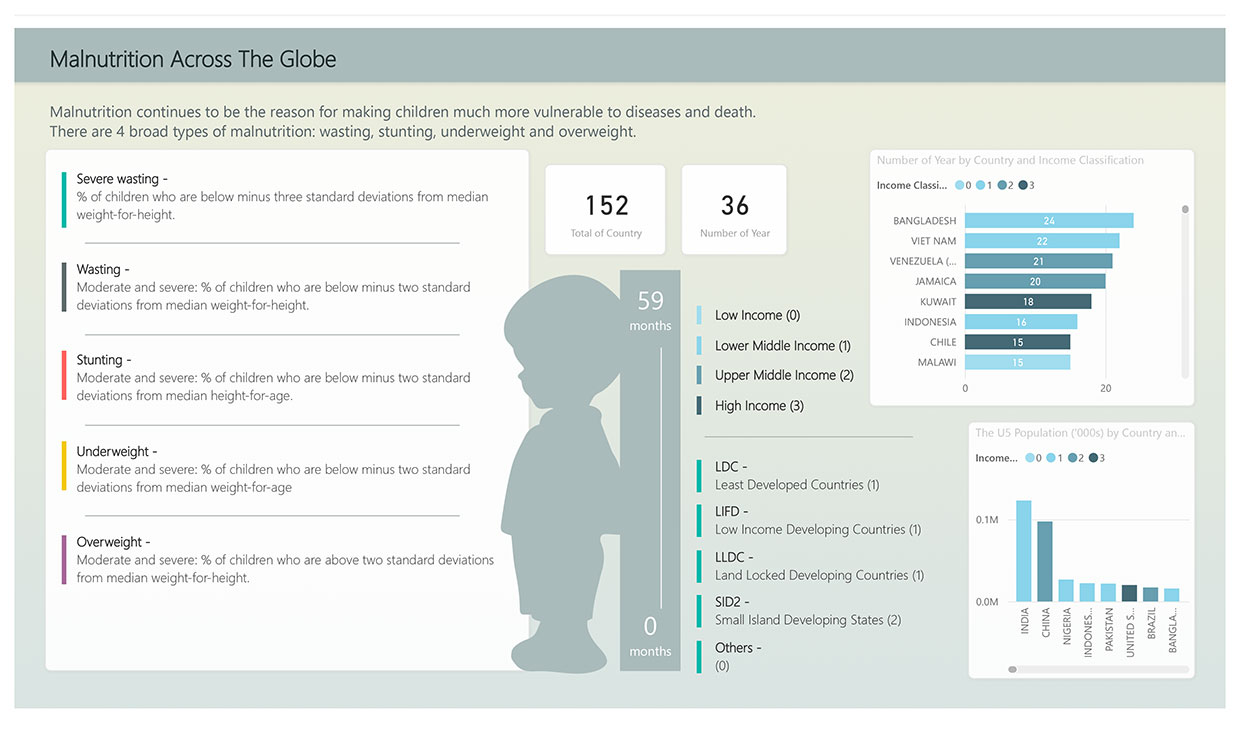 Malnutrition Across The Globe
Malnutrition continues to be the reason for making children much more vulnerable to diseases and death.
There are 4 broad types of malnutrition: wasting, stunting, underweight and overweight.
Severe wasting -
% of children who are below minus three standard deviations from median
weight-for-height.
Wasting -
Moderate and severe: % of children who are below minus two standard
deviations from median weight-for-height.
Stunting -
Moderate and severe: % of children who are below minus two standard
deviations from median height-for-age.
Underweight -
Moderate and severe: % of children who are below minus two standard
deviations from median weight-for-age
Overweight -
Moderate and severe: % of children who are above two standard deviations
from median weight-for-height.
152
Total of Country
36
Number of Year
59
months
0
months
Low Income (0)
Lower Middle Income (1)
Upper Middle Income (2)
High Income (3)
LDC -
Least Developed Countries (1)
LIFD -
Low Income Developing Countries (1)
LLDC -
Land Locked Developing Countries (1)
SID2 -
Small Island Developing States (2)
Others -
(0)
Number of Year by Country and Income Classification
Income Classi... 0 1 2 3
BANGLADESH 24
VIET NAM 22
VENEZUELA (... 21
JAMAICA 20
KUWAIT 18
INDONESIA 16
CHILE 15
MALAWI 15
0 20
The U5 Population ('000s) by Country an...
Income... 0 1 2 3
0.1M
0.0M
INDIA
CHINA
NIGERIA
INDONES...
PAKISTAN
UNITED S...
BRAZIL
BANGLA...